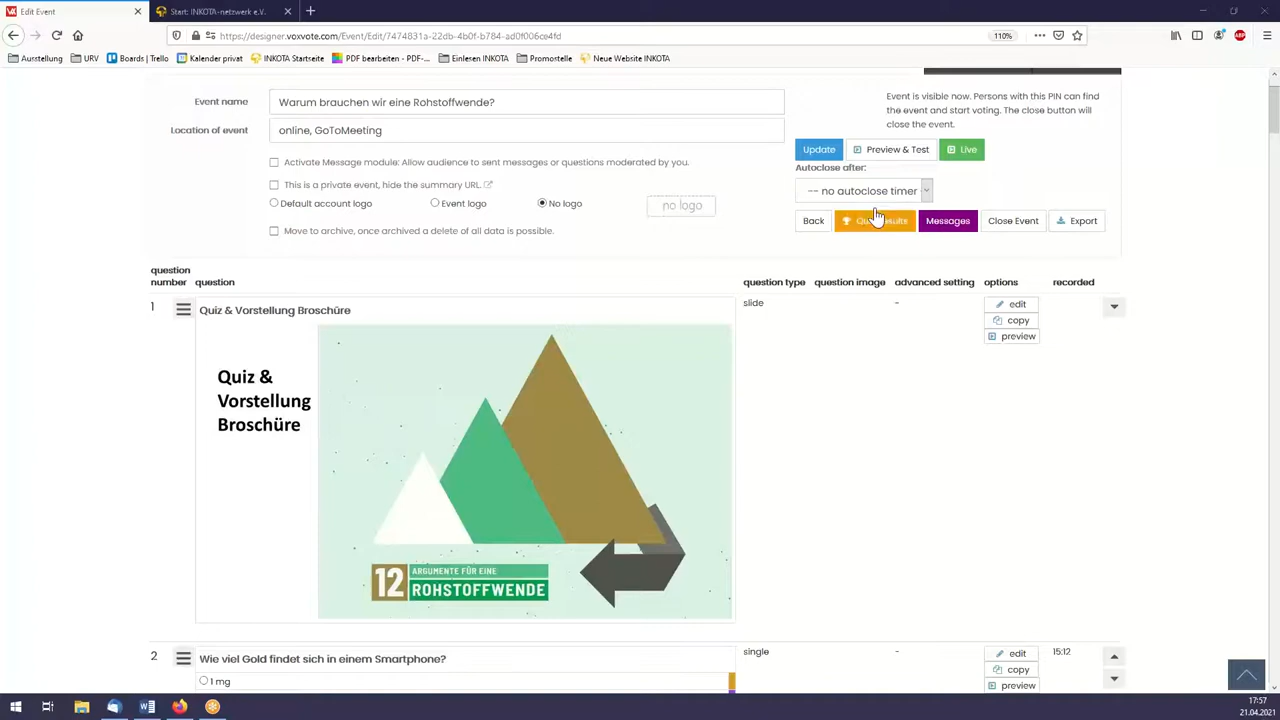 Edit Event
Start: INKOTA-netzwerk e.V.
https://designer.voxvote.com/Event/Edit/7474831a-22db-4b0f-b784-ad0f006ce4fd
110%
Ausstellung
URV
Boards | Trello
Kalender privat
INKOTA Startseite
PDF bearbeiten - PDF-...
Einlesen INKOTA
Promostelle
Neue Website INKOTA
Event name
Warum brauchen wir eine Rohstoffwende?
Location of event
online, GoToMeeting
Activate Message module: Allow audience to sent messages or questions moderated by you.
This is a private event, hide the summary URL.
Default account logo
Event logo
No logo
no logo
Move to archive, once archived a delete of all data is possible.
Event is visible now. Persons with this PIN can find
the event and start voting. The close button will
close the event.
Update
Preview & Test
Live
Autoclose after:
-- no autoclose timer
Back
Messages
Close Event
Export
question number
question
question type
question image
advanced setting
options
recorded
1
Quiz & Vorstellung Broschüre
slide
-
edit
copy
preview
Quiz &
Vorstellung
Broschüre
12
ARGUMENTE FÜR EINE
ROHSTOFFWENDE
2
Wie viel Gold findet sich in einem Smartphone?
single
-
edit
15:12
copy
1 mg
preview
17:57
21.04.2021